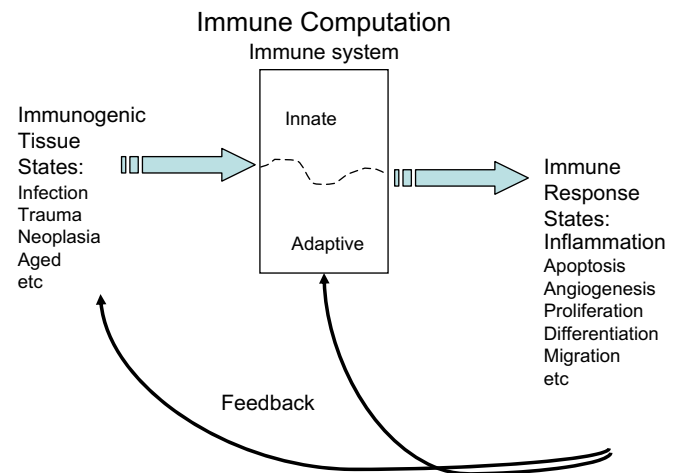 Immune Computation
Immune system
Immunogenic
Tissue
States:
Infection
Trauma
Neoplasia
Aged
etc
Innate
Adaptive
Immune
Response
States:
Inflammation
Apoptosis
Angiogenesis
Proliferation
Differentiation
Migration
etc
Feedback